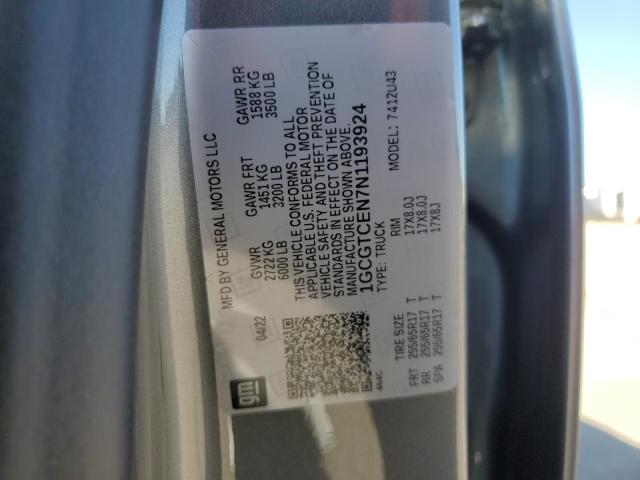 gm
MFD BY GENERAL MOTORS LLC
04/22
GVWR GAWR FRT GAWR RR
2722 KG 1451 KG 1588 KG
6000 LB 3200 LB 3500 LB
THIS VEHICLE CONFORMS TO ALL
APPLICABLE U.S. FEDERAL MOTOR
VEHICLE SAFETY AND THEFT PREVENTION
STANDARDS IN EFFECT ON THE DATE OF
MANUFACTURE SHOWN ABOVE.
1GCGTCEN7N1193924
TYPE: TRUCK MODEL: 7412U43
464C
TIRE SIZE RIM
FRT 255/65R17 T 17X8.0J
RR 255/65R17 T 17X8.0J
SPA 255/65R17 T 17X8J